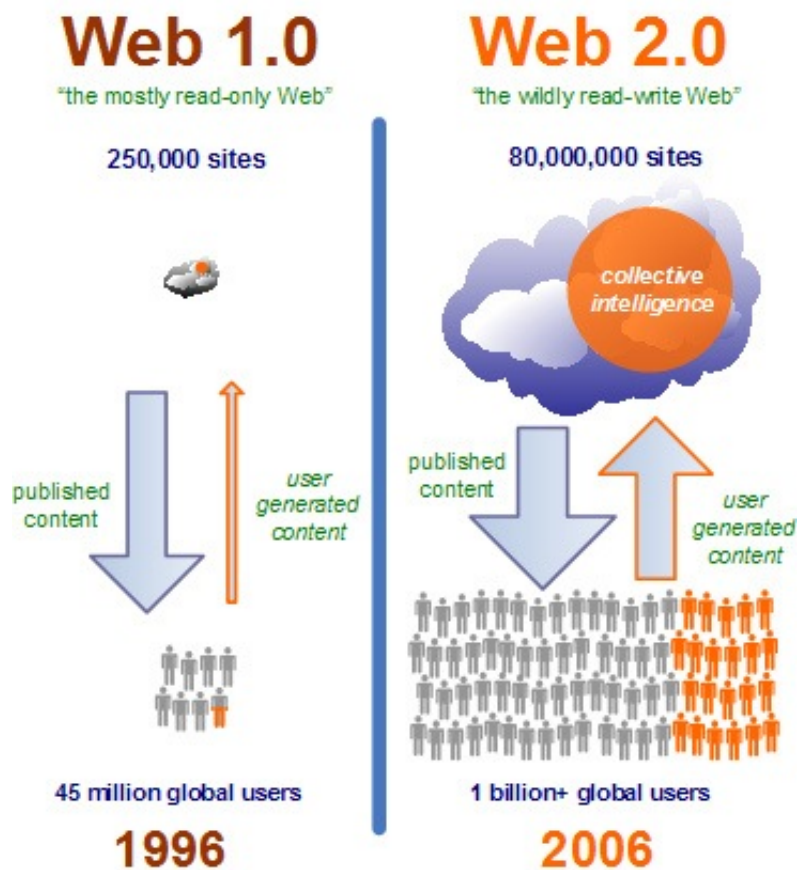 Web 1.0
"the mostly read-only Web"
250,000 sites
published
content
user
generated
content
45 million global users
1996
Web 2.0
"the wildly read-write Web"
80,000,000 sites
collective
intelligence
published
content
user
generated
content
1 billion+ global users
2006